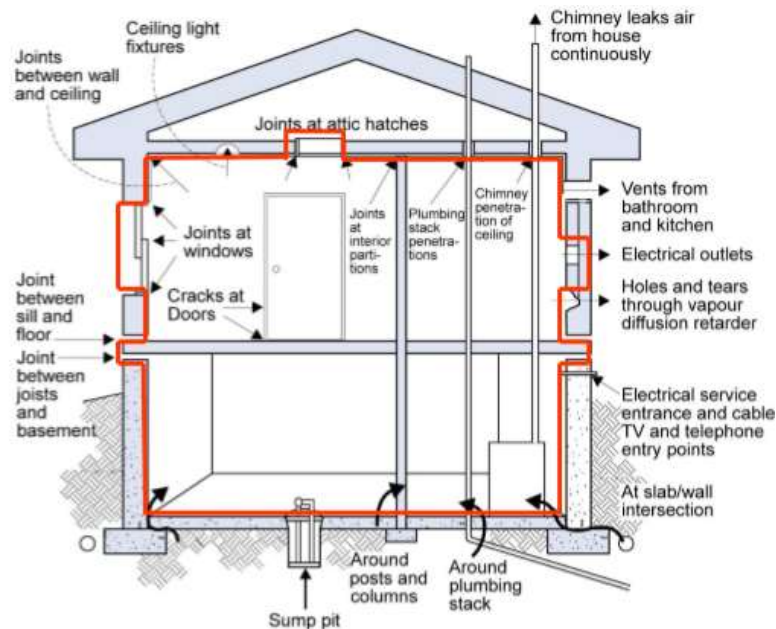 Ceiling light
fixtures
Chimney leaks air
from house
continuously
Joints
between wall
and ceiling
Joints at attic hatches
Joints
at
interior
parti-
tions
Plumbing
stack
penetra-
tions
Chimney
penetra-
tion of
ceiling
Vents from
bathroom
and kitchen
Joints at
windows
Electrical outlets
Cracks at
Doors
Holes and tears
through vapour
diffusion retarder
Joint
between
sill and
floor
Joint
between
joists
and
basement
Electrical service
entrance and cable
TV and telephone
entry points
At slab/wall
intersection
Around
posts and
columns
Around
plumbing
stack
Sump pit